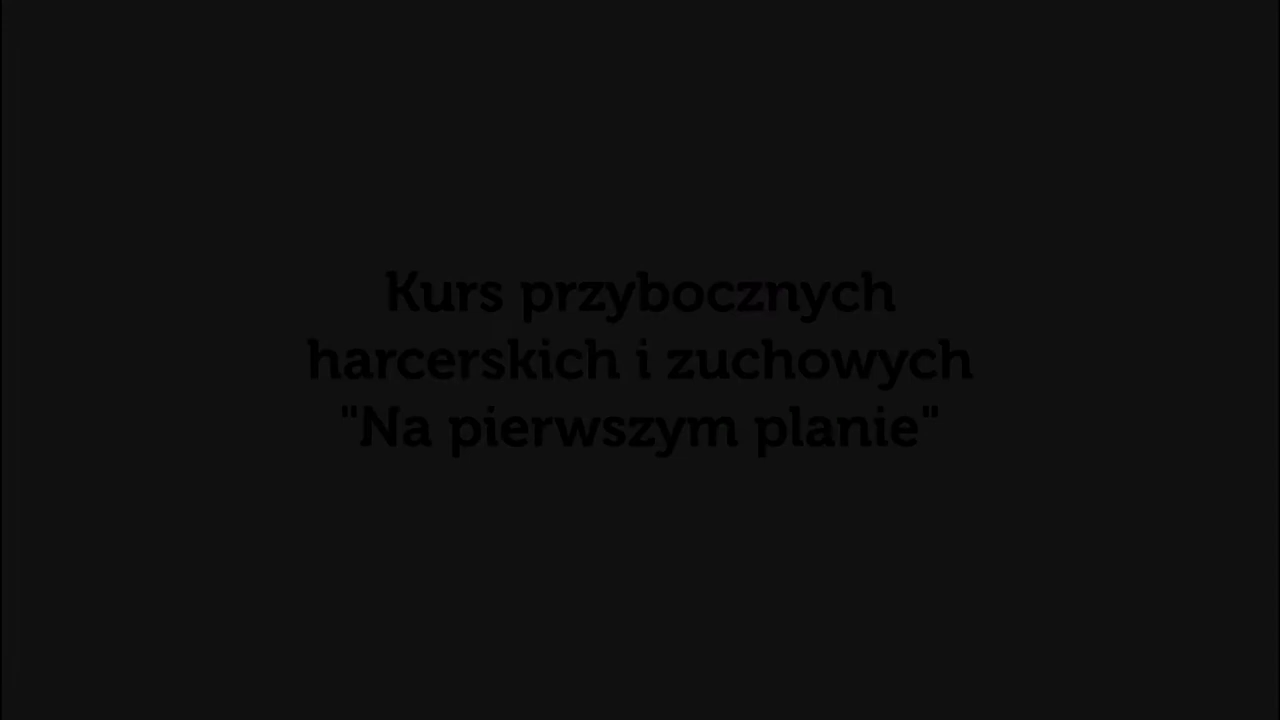 Kurs przybocznych
harcerskich i zuchowych
"Na pierwszym planie"